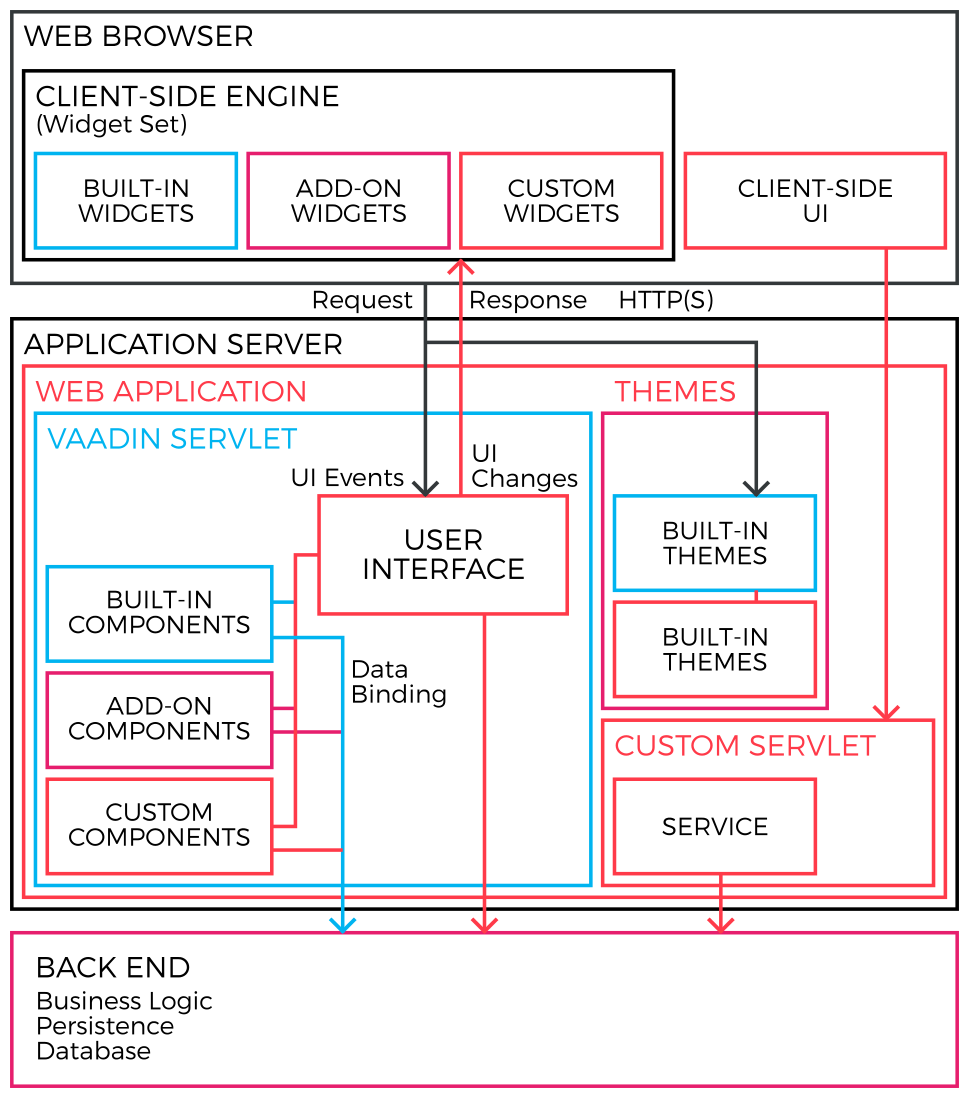 WEB BROWSER
CLIENT-SIDE ENGINE
(Widget Set)
BUILT-IN
WIDGETS
ADD-ON
WIDGETS
CUSTOM
WIDGETS
CLIENT-SIDE
UI
Request
Response
HTTP(S)
APPLICATION SERVER
WEB APPLICATION
THEMES
VAADIN SERVLET
UI Events
UI
Changes
USER
INTERFACE
BUILT-IN
THEMES
BUILT-IN
COMPONENTS
BUILT-IN
THEMES
Data
Binding
ADD-ON
COMPONENTS
CUSTOM SERVLET
CUSTOM
COMPONENTS
SERVICE
BACK END
Business Logic
Persistence
Database